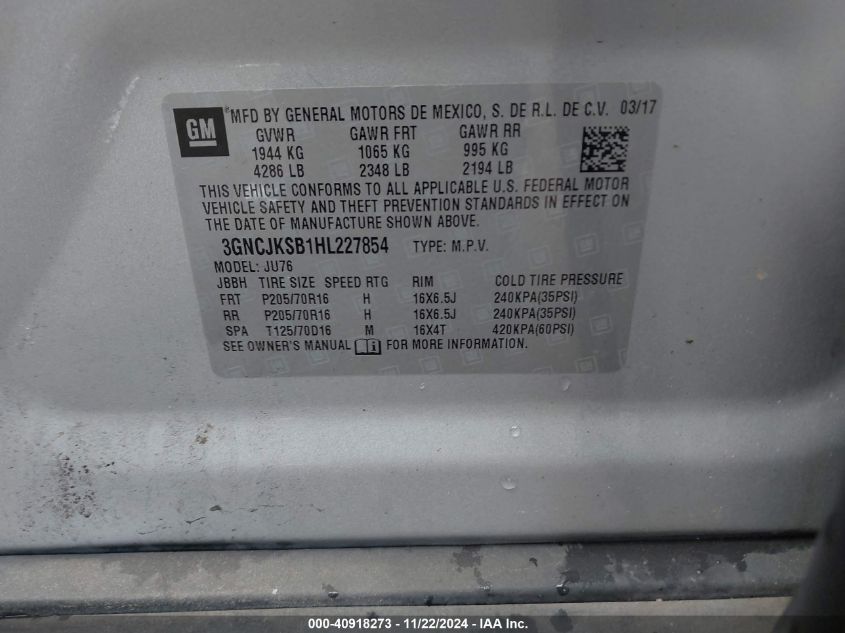 GM
*MFD BY GENERAL MOTORS DE MEXICO, S. DE R.L. DE C.V. 03/17
GVWR GAWR FRT GAWR RR
1944 KG 1065 KG 995 KG
4286 LB 2348 LB 2194 LB
THIS VEHICLE CONFORMS TO ALL APPLICABLE U.S. FEDERAL MOTOR
VEHICLE SAFETY AND THEFT PREVENTION STANDARDS IN EFFECT ON
THE DATE OF MANUFACTURE SHOWN ABOVE.
3GNCJKSB1HL227854 TYPE: M.P.V.
MODEL: JU76
JBBH TIRE SIZE SPEED RTG RIM COLD TIRE PRESSURE
FRT P205/70R16 H 16X6.5J 240KPA(35PSI)
RR P205/70R16 H 16X6.5J 240KPA(35PSI)
SPA T125/70D16 M 16X4T 420KPA(60PSI)
SEE OWNER'S MANUAL FOR MORE INFORMATION.
000-40918273 - 11/22/2024 - IAA Inc.